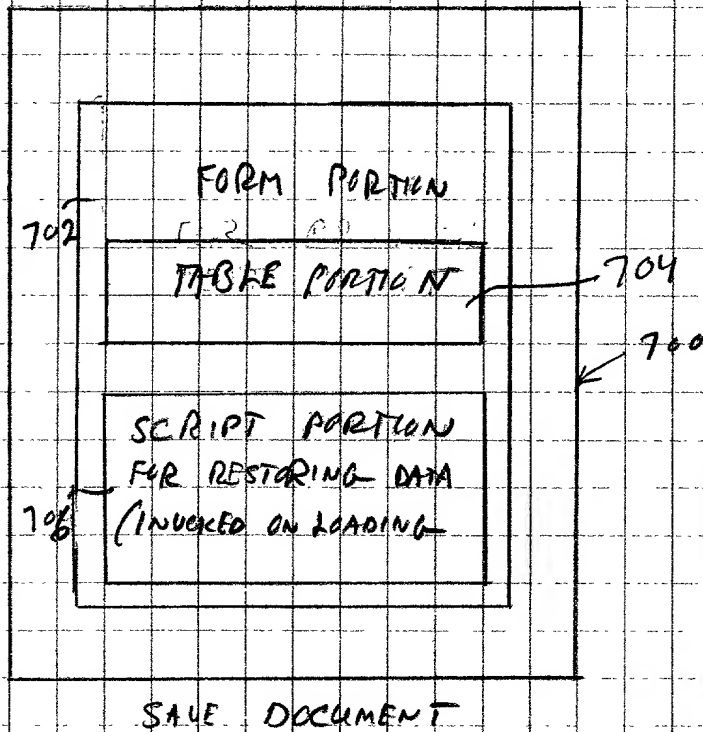 FORM PORTION
702
TABLE PORTION
704
700
SCRIPT PORTION
FOR RESTORING DATA
706
(INVOKED ON LOADING
SAVE DOCUMENT